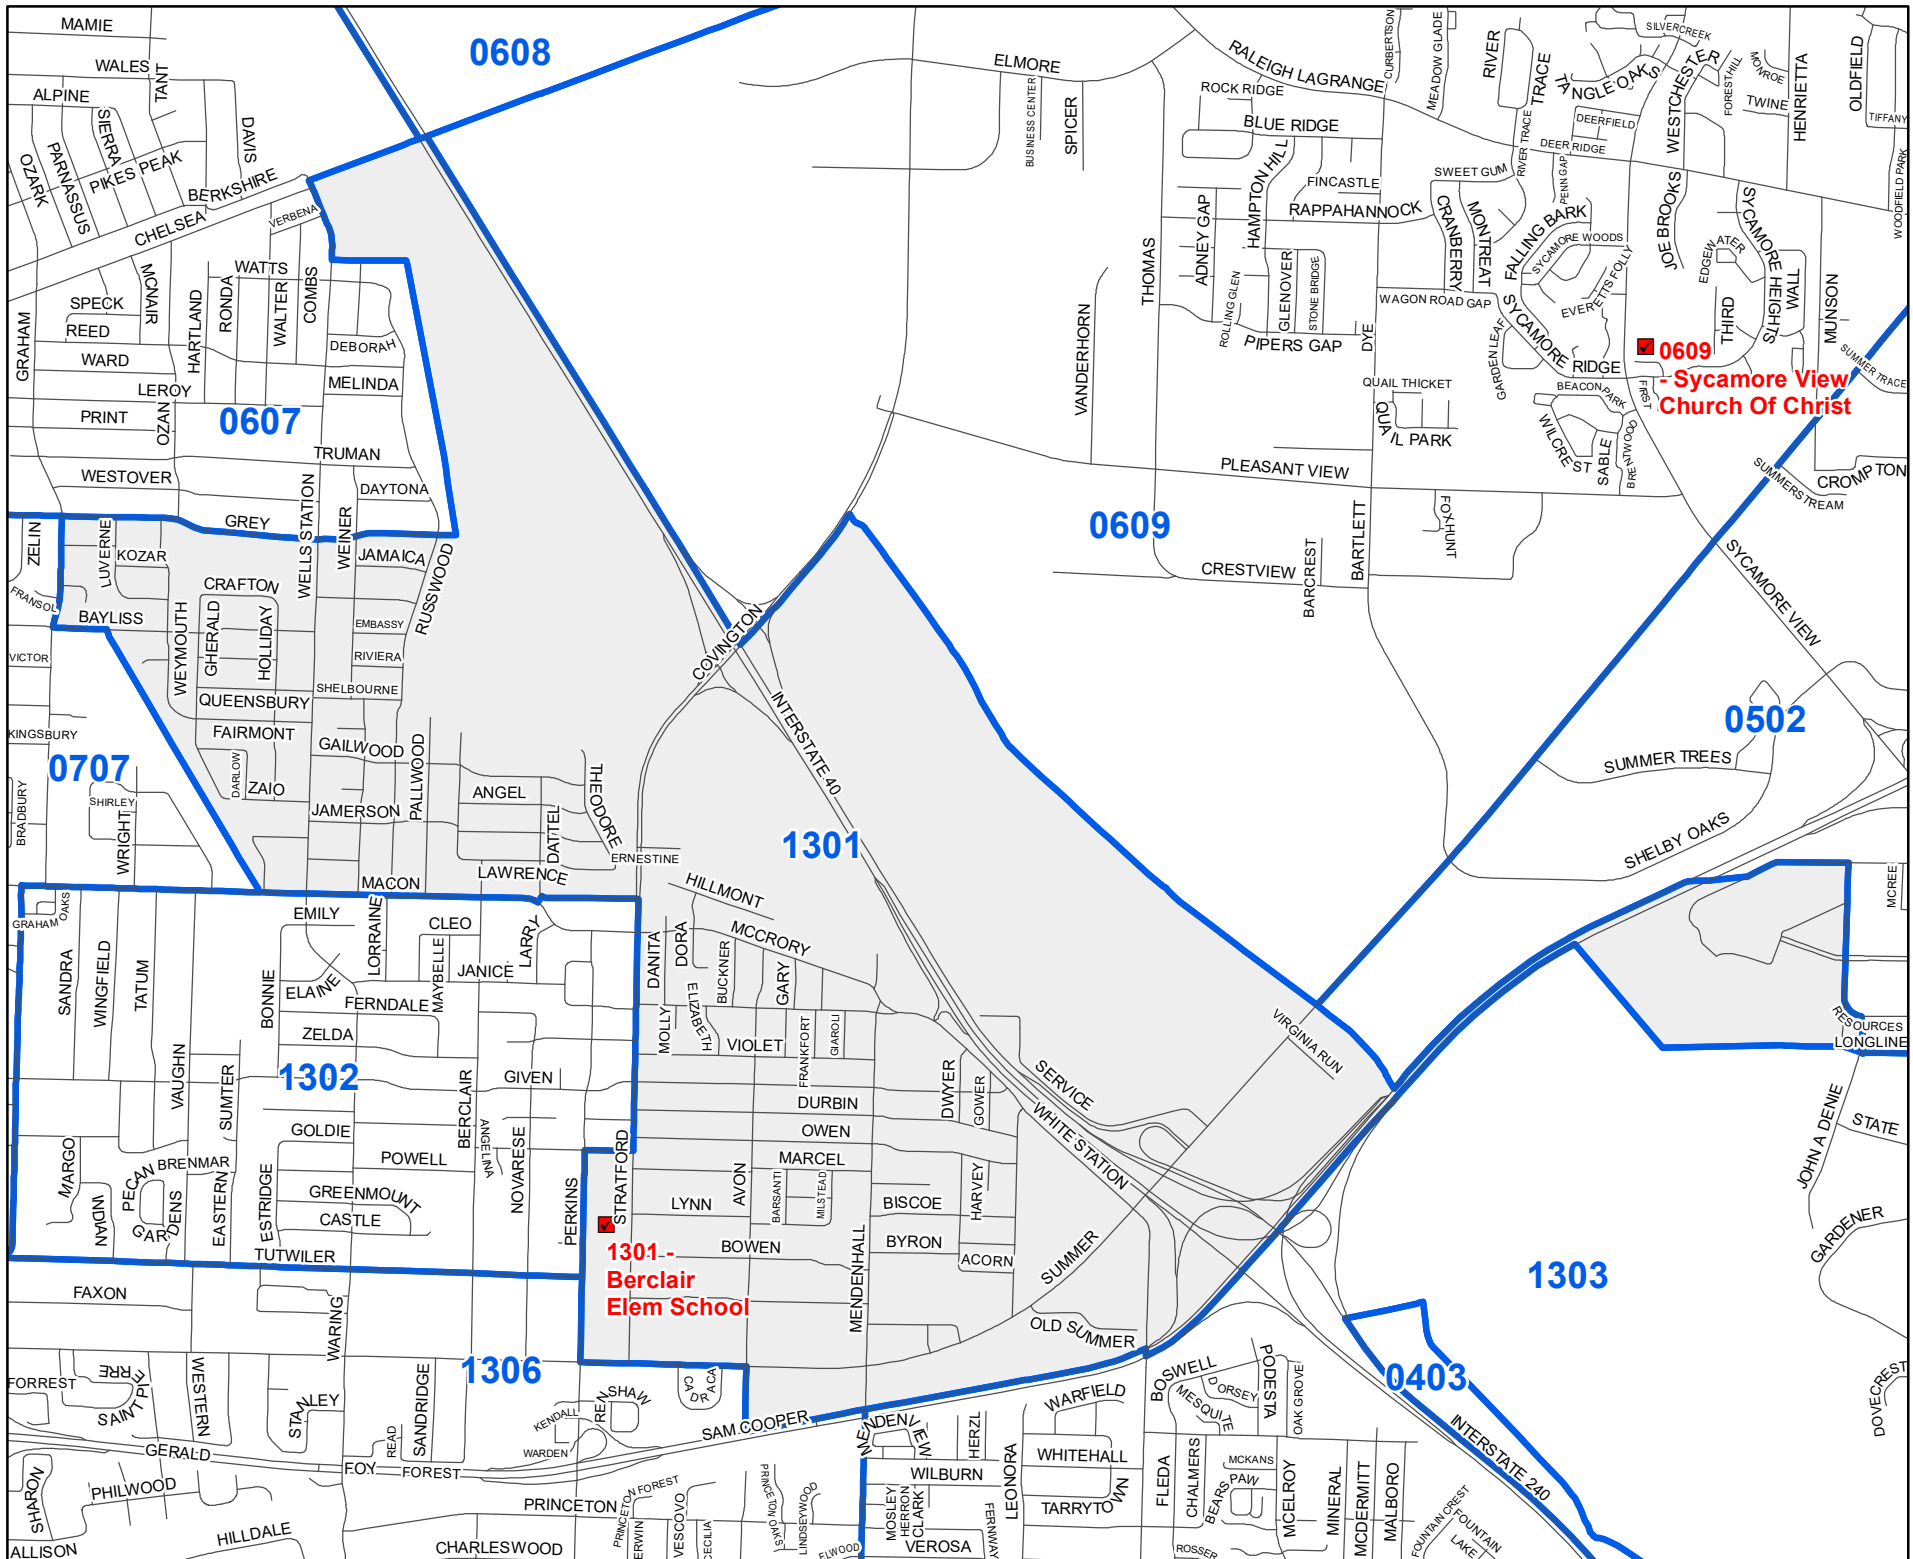 MAMIE
0608
WALES
TANT
ALPINE
SIERRA
DAVIS
PARNASSUS
OZARK
PIKES PEAK
BERKSHIRE
CHELSEA
VERBENA
ELMORE
BUSINESS CENTER
SPICER
RALEIGH LAGRANGE
CURBERTSON
MEADOW GLADE
RIVER
TRACE
RIVER TRACE
TANGLE OAKS
SILVERCREEK
WESTCHESTER
FORESTHILL
MONROE
TWINE
HENRIETTA
OLDFIELD
TIFFANY
WOODFIELD PARK
ROCK RIDGE
BLUE RIDGE
DEERFIELD
DEER RIDGE
PENN GAP
HAMPTON HILL
FINCASTLE
SWEET GUM
RAPPAHANNOCK
CRANBERRY
MONTREAT
FALLING BARK
SYCAMORE WOODS
EVERETTS FOLLY
JOE BROOKS
EDGEWATER
SYCAMORE HEIGHTS
WALL
MUNSON
THIRD
THOMAS
ADNEY GAP
ROLLING GLEN
GLENOVER
STONE BRIDGE
PIPERS GAP
DYE
WAGON ROAD GAP
GARDEN LEAF
SYCAMORE RIDGE
VANDERHORN
0609
- Sycamore View
Church Of Christ
SUMMER TRACE
FIRST
BEACON PARK
QUAIL THICKET
QUAIL PARK
WILCREST
SABLE
BRENTWOOD
SUMMERSTREAM
CROMPTON
WATTS
MCNAIR
SPECK
REED
WARD
GRAHAM
HARTLAND
RONDA
WALTER
COMBS
DEBORAH
MELINDA
LEROY
PRINT
OZAN
0607
TRUMAN
WESTOVER
WELLS STATION
WEINER
DAYTONA
GREY
PLEASANT VIEW
0609
FOX HUNT
BARTLETT
BARCREST
CRESTVIEW
SYCAMORE VIEW
ZELIN
LUVERNE
KOZAR
JAMAICA
RUSSWOOD
CRAFTON
FRANSOL
BAYLISS
WEYMOUTH
GHERALD
HOLLIDAY
EMBASSY
RIVIERA
VICTOR
SHELBOURNE
QUEENSBURY
COVINGTON
INTERSTATE 40
FAIRMONT
GAILWOOD
PALLWOOD
KINGSBURY
0707
DARLOW
ZAIO
JAMERSON
ANGEL
DATTEL
THEODORE
ERNESTINE
SHIRLEY
BRADBURY
WRIGHT
1301
0502
SUMMER TREES
SHELBY OAKS
LAWRENCE
MACON
HILLMONT
MCCRORY
MCREE
GRAHAM OAKS
SANDRA
WINGFIELD
TATUM
EMILY
LORRAINE
CLEO
LARRY
MAYBELLE
JANICE
ELAINE
BONNIE
FERNDALE
ZELDA
DANITA
DORA
BUCKNER
GARY
MOLLY
ELIZABETH
VIOLET
FRANKFORT
GIAROLI
VIRGINIA RUN
RESOURCES
LONGLINE
1302
VAUGHN
SUMTER
BERCLAIR
GIVEN
DURBIN
DWYER
GOWER
SERVICE
WHITE STATION
JOHN A DENIE
STATE
GOLDIE
ANGELINA
NOVARESE
OWEN
POWELL
MARGO
PECAN
BRENMAR
GARDENS
INDIAN
EASTERN
ESTRIDGE
GREENMOUNT
CASTLE
TUTWILER
PERKINS
STRATFORD
LYNN
AVON
MARCEL
BARSANTI
MILSTEAD
BISCOE
HARVEY
BOWEN
BYRON
ACORN
MENDENHALL
SUMMER
GARDENER
1303
1301 -
Berclair
Elem School
FAXON
WARING
OLD SUMMER
1306
0403
FORREST
SAINT PIERRE
WESTERN
STANLEY
READ
SANDRIDGE
KENDALL
RENSHAW
WARDEN
CADRACA
SAM COOPER
MENDENVIEW
HERZL
WARFIELD
BOSWELL
DORSEY
MESQUITE
PODESTA
OAK GROVE
DOVECREST
INTERSTATE 240
GERALD
FOY
FOREST
SHARON
PHILWOOD
PRINCETON
PRINCETON FOREST
PRINCETON OAKS
LINDSEYWOOD
WILBURN
LEONORA
WHITEHALL
TARRYTOWN
FLEDA
CHALMERS
MCKANS
BEARS PAW
MCELROY
MINERAL
MCDERMITT
MALBORO
FOUNTAIN CREST
FOUNTAIN LAKE
ALLISON
HILLDALE
CHARLESWOOD
ERWIN
VESCOVO
CECILIA
ELWOOD
MOSLEY
HERRON
CLARK
VEROSA
FERNWAY
ROSSER